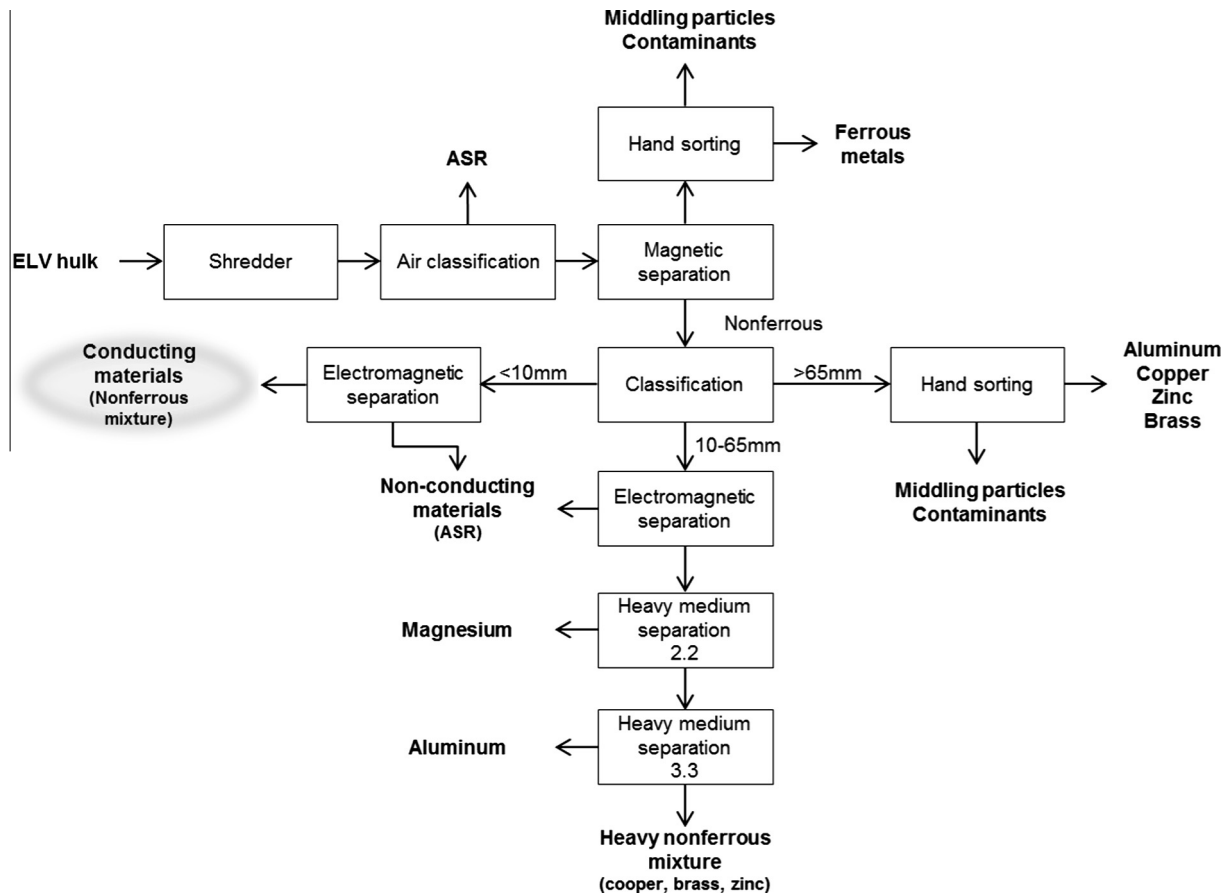 Middling particles
Contaminants
Hand sorting
Ferrous
metals
ASR
ELV hulk
Shredder
Air classification
Magnetic
separation
Nonferrous
Conducting
materials
(Nonferrous
mixture)
Electromagnetic
separation
<10mm
Classification
>65mm
Hand sorting
Aluminum
Copper
Zinc
Brass
10-65mm
Non-conducting
materials
(ASR)
Electromagnetic
separation
Middling particles
Contaminants
Magnesium
Heavy medium
separation
2.2
Aluminum
Heavy medium
separation
3.3
Heavy nonferrous
mixture
(cooper, brass, zinc)